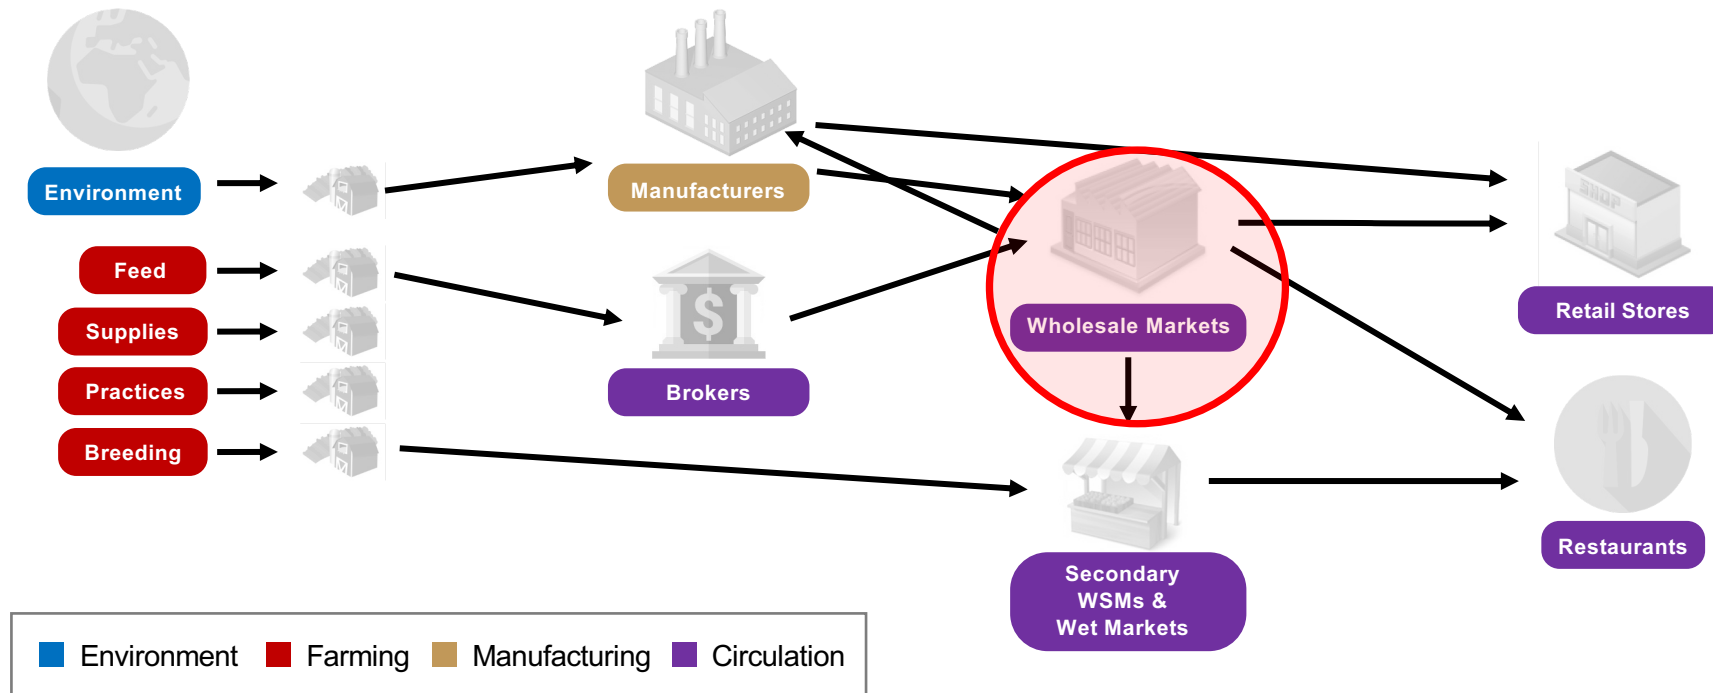 Environment
Manufacturers
Feed
Supplies
Practices
Breeding
$
Brokers
Wholesale Markets
SHOP
Retail Stores
Secondary
WSMs &
Wet Markets
Restaurants
Environment
Farming
Manufacturing
Circulation